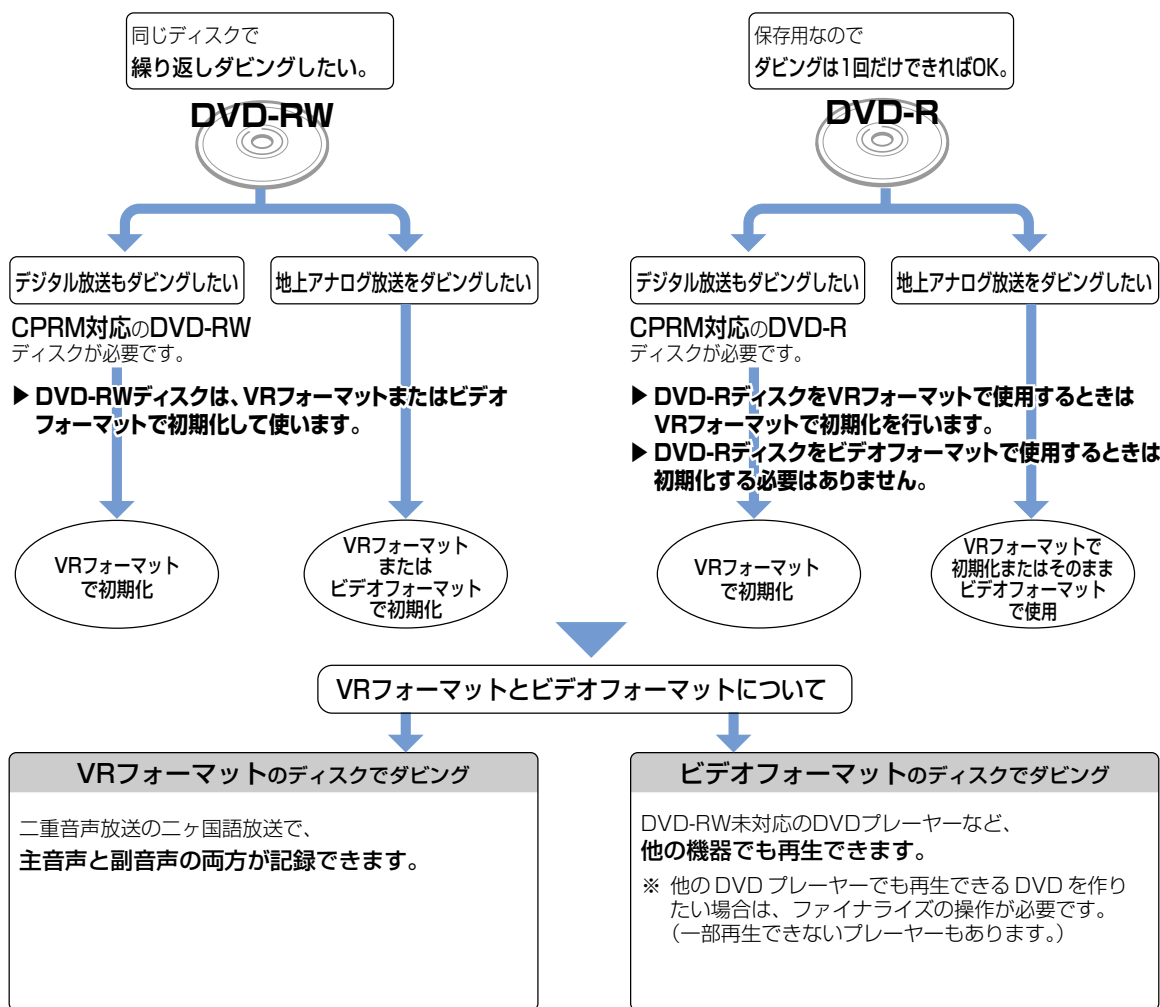 同じディスクで
繰り返しダビングしたい。
DVD-RW
デジタル放送もダビングしたい
地上アナログ放送をダビングしたい
CPRM対応のDVD-RW
ディスクが必要です。
▶ DVD-RWディスクは、VRフォーマットまたはビデオ
フォーマットで初期化して使います。
VRフォーマット
で初期化
VRフォーマット
または
ビデオフォーマット
で初期化
保存用なので
ダビングは1回だけできればOK。
DVD-R
デジタル放送もダビングしたい
地上アナログ放送をダビングしたい
CPRM対応のDVD-R
ディスクが必要です。
▶ DVD-RディスクをVRフォーマットで使用するときは
VRフォーマットで初期化を行います。
▶ DVD-Rディスクをビデオフォーマットで使用するときは
初期化する必要はありません。
VRフォーマット
で初期化
VRフォーマットで
初期化またはそのまま
ビデオフォーマット
で使用
VRフォーマットとビデオフォーマットについて
VRフォーマットのディスクでダビング
二重音声放送の二ヶ国語放送で、
主音声と副音声の両方が記録できます。
ビデオフォーマットのディスクでダビング
DVD-RW未対応のDVDプレーヤーなど、
他の機器でも再生できます。
※ 他の DVD プレーヤーでも再生できる DVD を作り
たい場合は、ファイナライズの操作が必要です。
（一部再生できないプレーヤーもあります。）